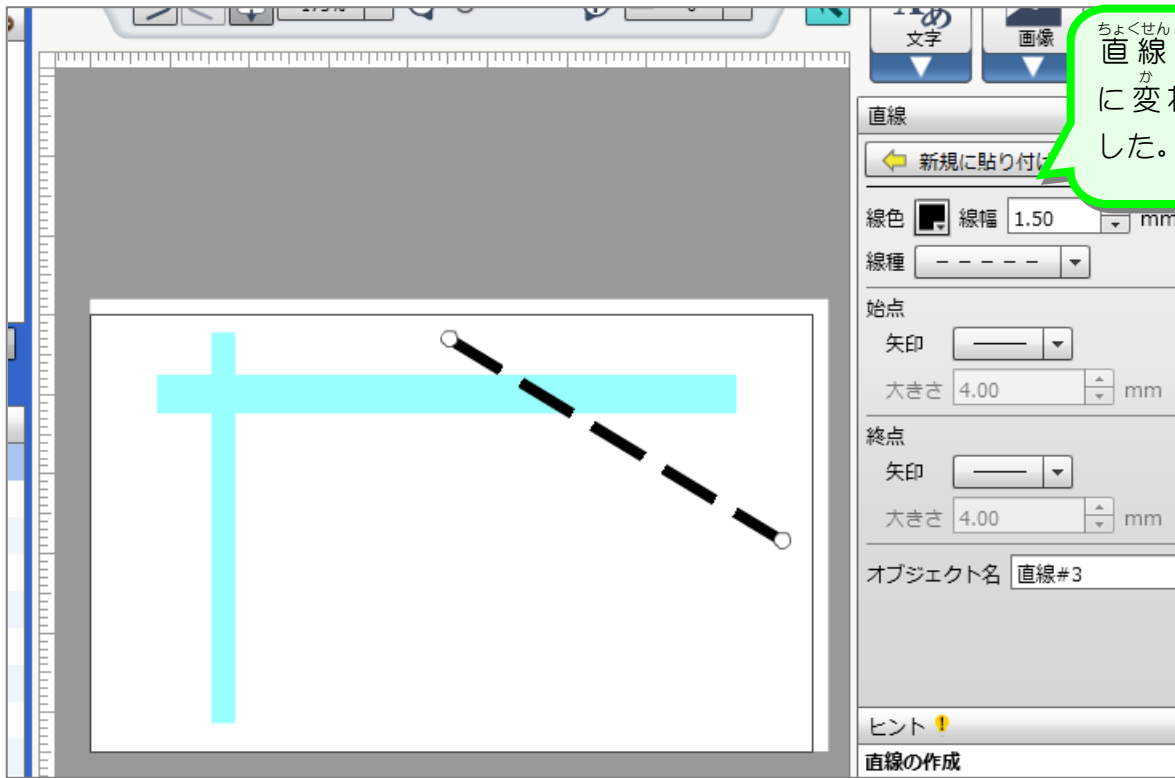 文字
画像
ちょくせん
直線
か
に変わ
した。
直線
新規に貼り付け
線色 線幅 1.50 mm
線種
始点
矢印
大きさ 4.00 mm
終点
矢印
大きさ 4.00 mm
オブジェクト名 直線#3
ヒント
直線の作成